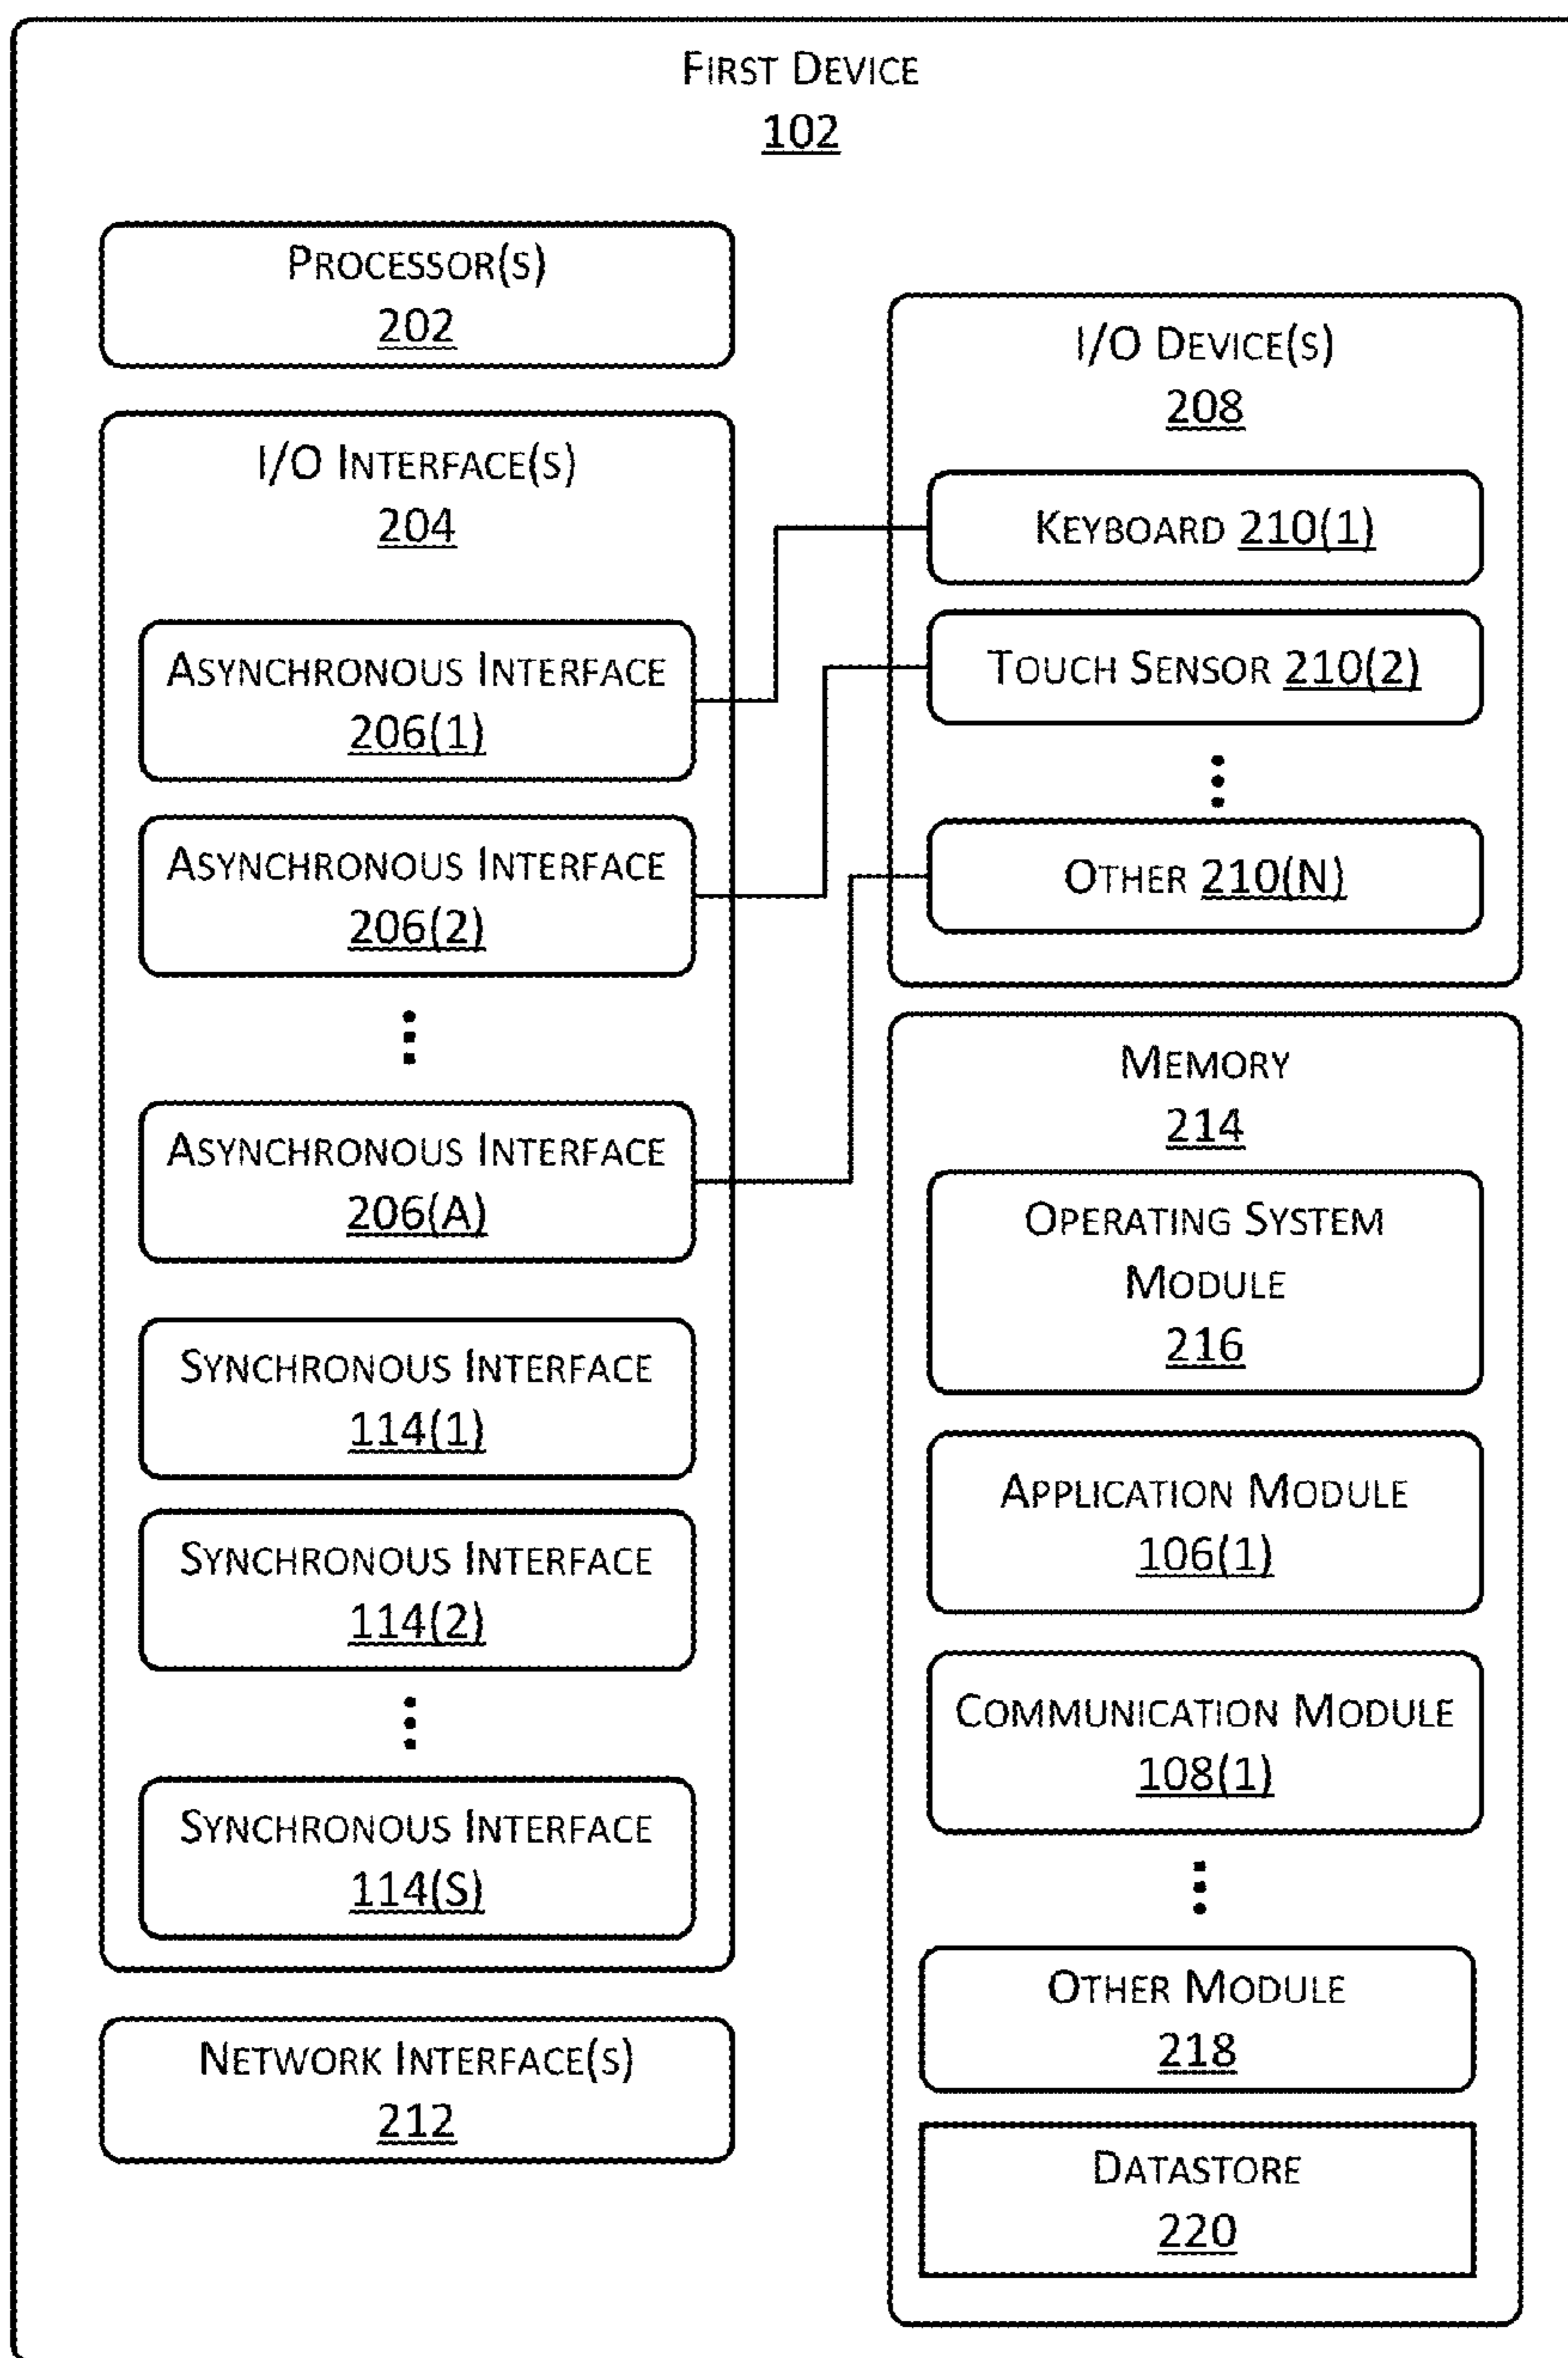 FIRST DEVICE
102
PROCESSOR(S)
202
I/O INTERFACE(S)
204
ASYNCHRONOUS INTERFACE
206(1)
ASYNCHRONOUS INTERFACE
206(2)
ASYNCHRONOUS INTERFACE
206(A)
SYNCHRONOUS INTERFACE
114(1)
SYNCHRONOUS INTERFACE
114(2)
SYNCHRONOUS INTERFACE
114(S)
NETWORK INTERFACE(S)
212
I/O DEVICE(S)
208
KEYBOARD 210(1)
TOUCH SENSOR 210(2)
OTHER 210(N)
MEMORY
214
OPERATING SYSTEM
MODULE
216
APPLICATION MODULE
106(1)
COMMUNICATION MODULE
108(1)
OTHER MODULE
218
DATASTORE
220